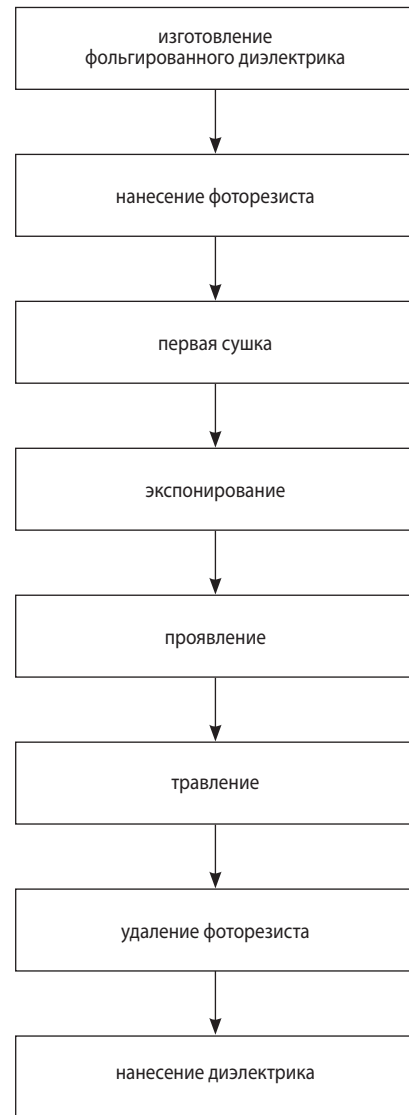 изготовление
фольгированного диэлектрика
нанесение фоторезиста
первая сушка
экспонирование
проявление
травление
удаление фоторезиста
нанесение диэлектрика